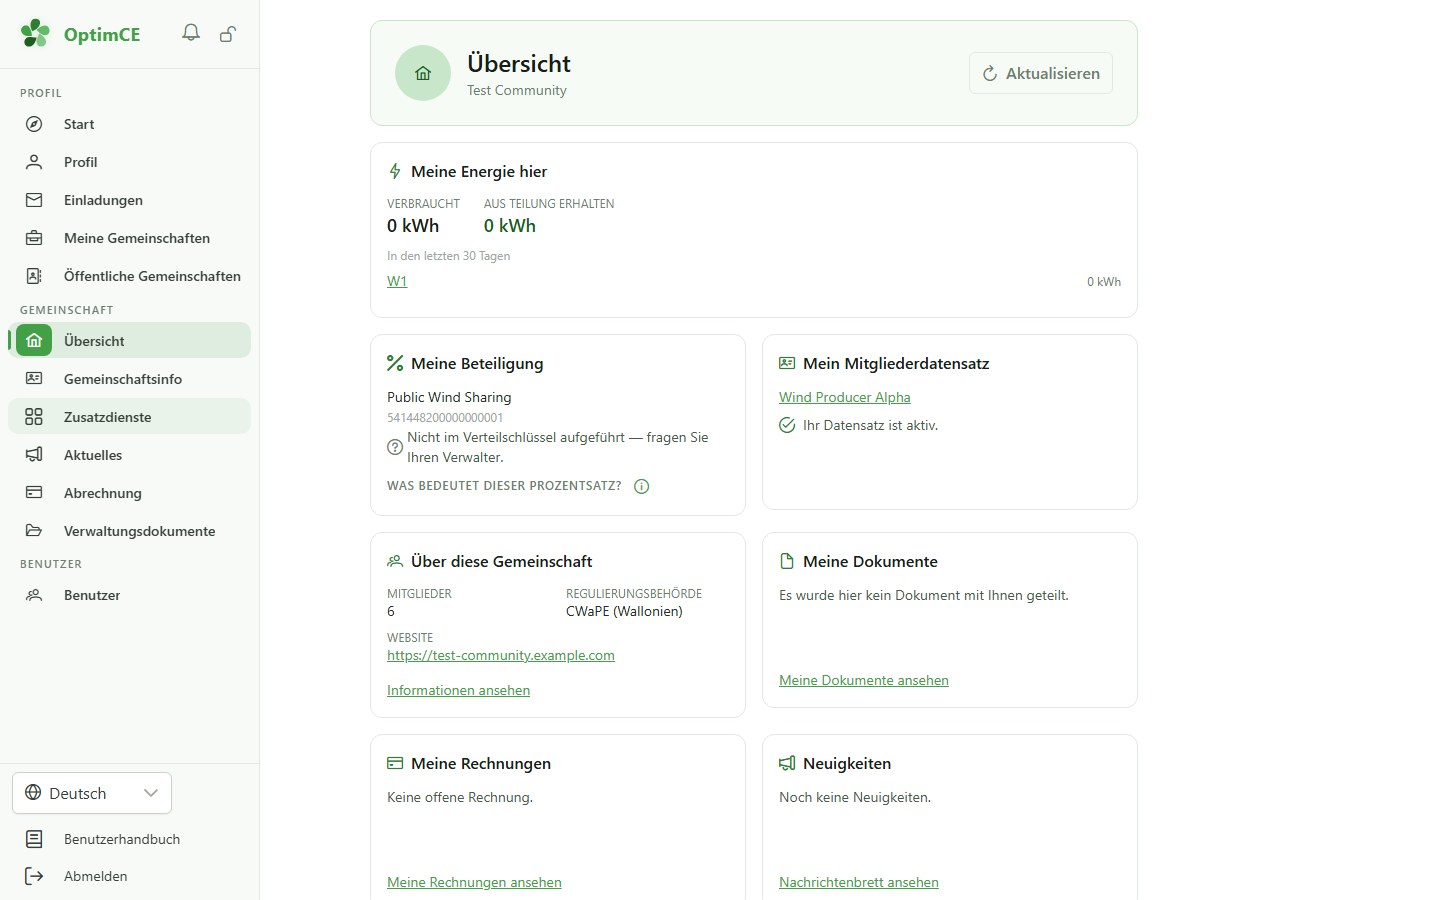 OptimCE
PROFIL
Start
Profil
Einladungen
Meine Gemeinschaften
Öffentliche Gemeinschaften
GEMEINSCHAFT
Übersicht
Gemeinschaftsinfo
Zusatzdienste
Aktuelles
Abrechnung
Verwaltungsdokumente
BENUTZER
Benutzer
Deutsch
Benutzerhandbuch
Abmelden
Übersicht
Test Community
Aktualisieren
Meine Energie hier
VERBRAUCHT
0 kWh
AUS TEILUNG ERHALTEN
0 kWh
In den letzten 30 Tagen
W1
0 kWh
Meine Beteiligung
Public Wind Sharing
541448200000000001
Nicht im Verteilschlüssel aufgeführt — fragen Sie
Ihren Verwalter.
WAS BEDEUTET DIESER PROZENTSATZ?
Mein Mitgliederdatensatz
Wind Producer Alpha
Ihr Datensatz ist aktiv.
Über diese Gemeinschaft
MITGLIEDER
6
REGULIERUNGSBEHÖRDE
CWaPE (Wallonien)
WEBSITE
https://test-community.example.com
Informationen ansehen
Meine Dokumente
Es wurde hier kein Dokument mit Ihnen geteilt.
Meine Dokumente ansehen
Meine Rechnungen
Keine offene Rechnung.
Meine Rechnungen ansehen
Neuigkeiten
Noch keine Neuigkeiten.
Nachrichtenbrett ansehen